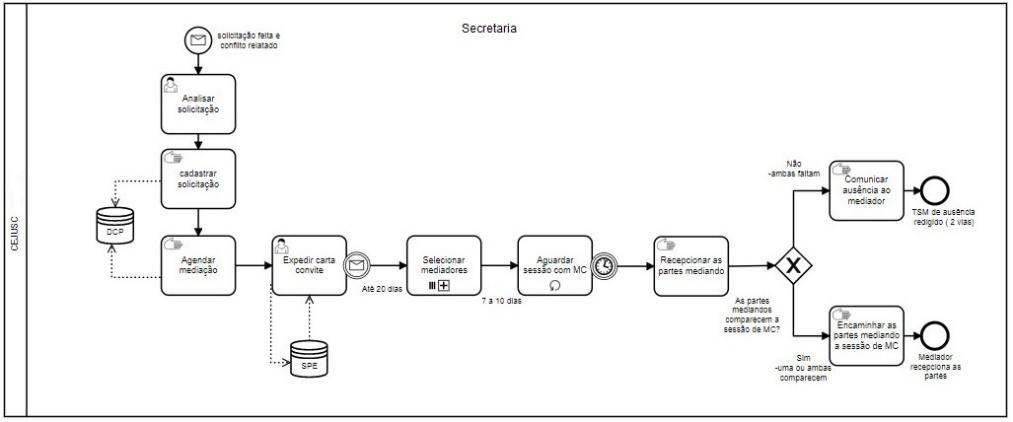 Secretaria
CEJUSC
solicitação feita e
conflito relatado
Analisar
solicitação
cadastrar
solicitação
DCP
Agendar
mediação
Expedir carta
convite
SPE
Até 20 dias
Selecionar
mediadores
7 a 10 dias
Aguardar
sessão com MC
Recepcionar as
partes mediando
As partes
mediandos
comparecem a
sessão de MC?
Não
-ambas faltam
Comunicar
ausência ao
mediador
TSM de ausência
redigido ( 2 vias)
Sim
-uma ou ambas
comparecem
Encaminhar as
partes mediando
a sessão de MC
Mediador
recepciona as
partes